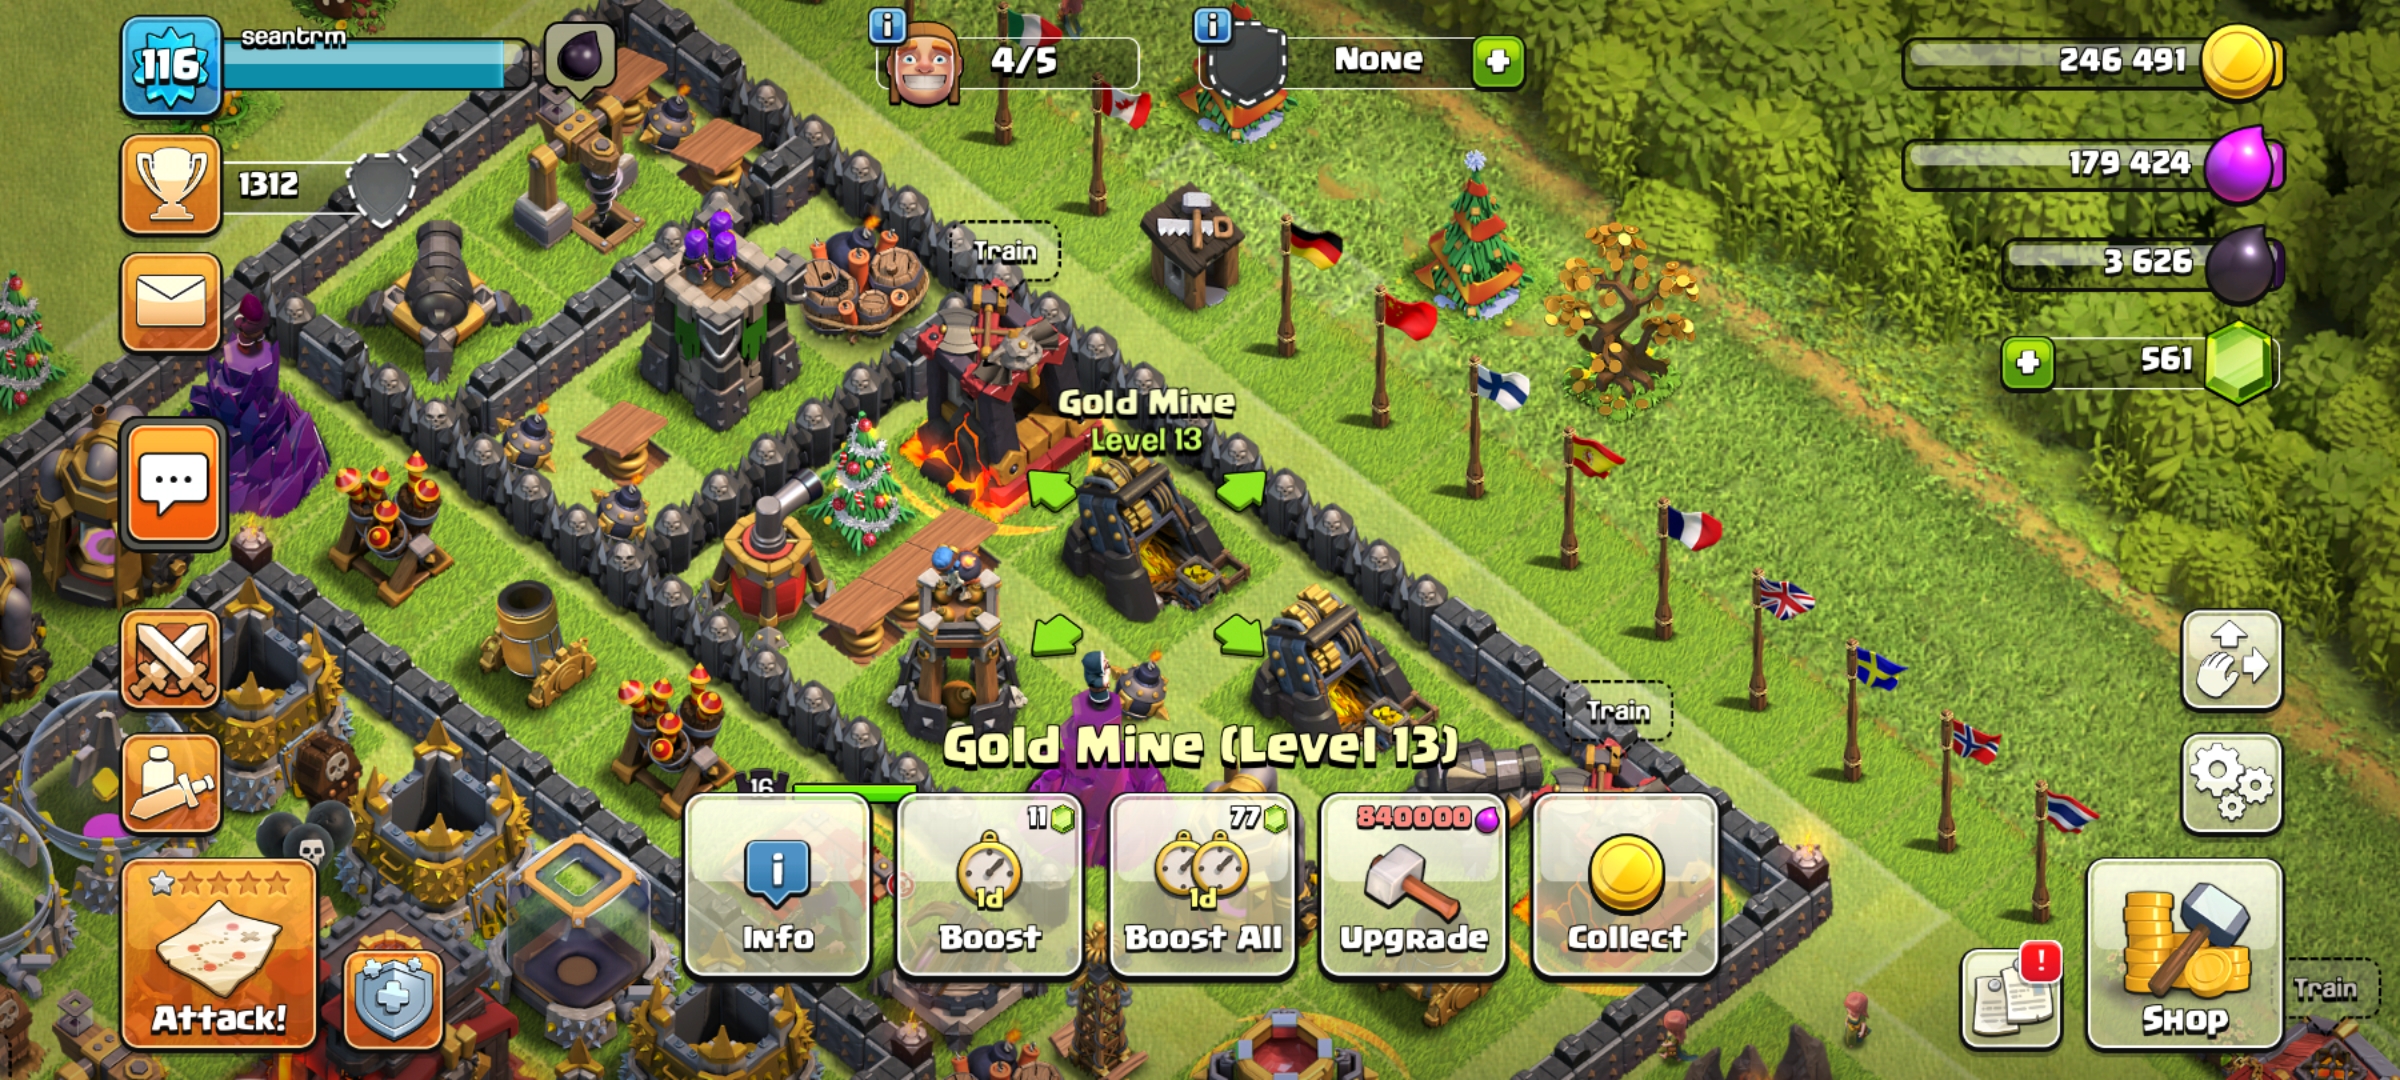 116
seantrm
4/5
None
246 491
1312
179 424
Train
3 626
561
Gold Mine
Level 13
Train
Gold Mine (Level 13)
16
11
77
840000
1d
1d
Info
Boost
Boost All
Upgrade
Collect
Attack!
!
Shop
Train